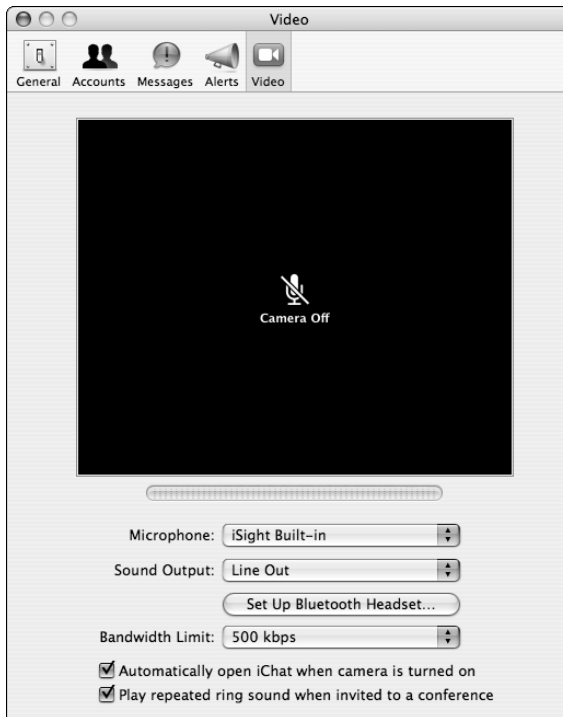 Video
General Accounts Messages Alerts Video
Camera Off
Microphone: iSight Built-in
Sound Output: Line Out
Set Up Bluetooth Headset...
Bandwidth Limit: 500 kbps
Automatically open iChat when camera is turned on
Play repeated ring sound when invited to a conference